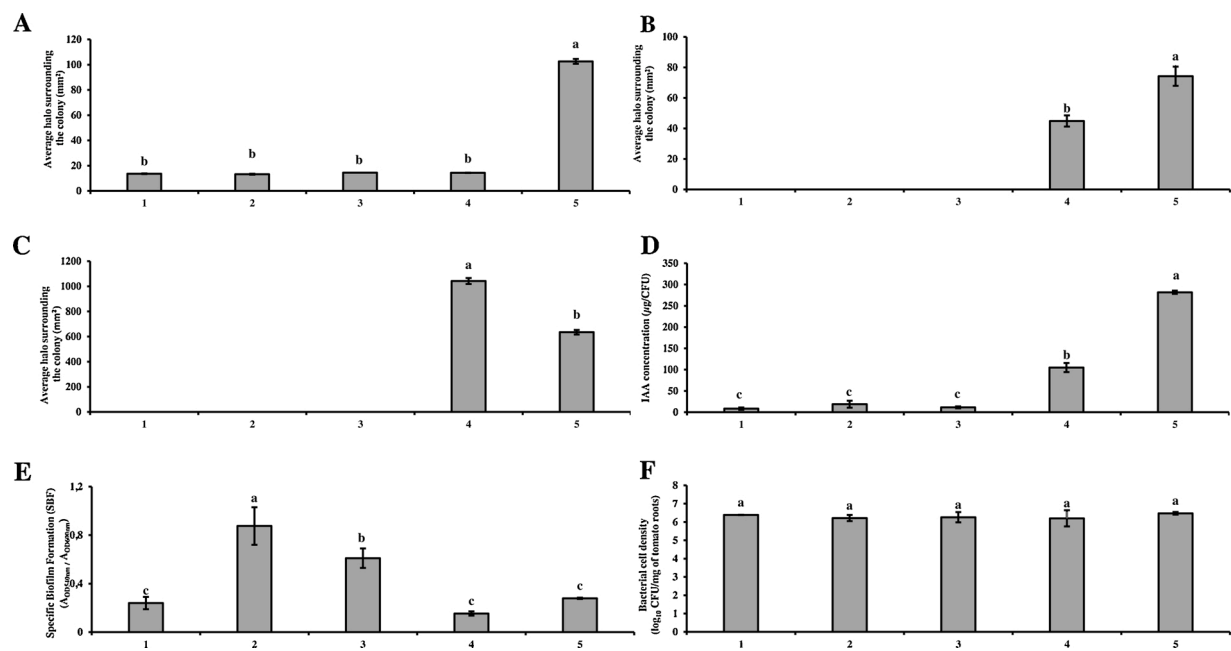 A
Average halo surrounding
the colony (mm²)
120
100
80
60
40
20
0
b
b
b
b
a
1
2
3
4
5
B
Average halo surrounding
the colony (mm²)
100
80
60
40
20
0
b
a
1
2
3
4
5
C
Average halo surrounding
the colony (mm²)
1200
1000
800
600
400
200
0
a
b
1
2
3
4
5
D
IAA concentration (µg/CFU)
350
300
250
200
150
100
50
0
c
c
c
b
a
1
2
3
4
5
E
Specific Biofilm Formation (SBF)
(A
1,2
0,8
0,4
0
c
a
b
c
c
1
2
3
4
5
F
Bacterial cell density
(log₁₀ CFU/mg of tomato roots)
8
7
6
5
4
3
2
1
0
a
a
a
a
a
1
2
3
4
5